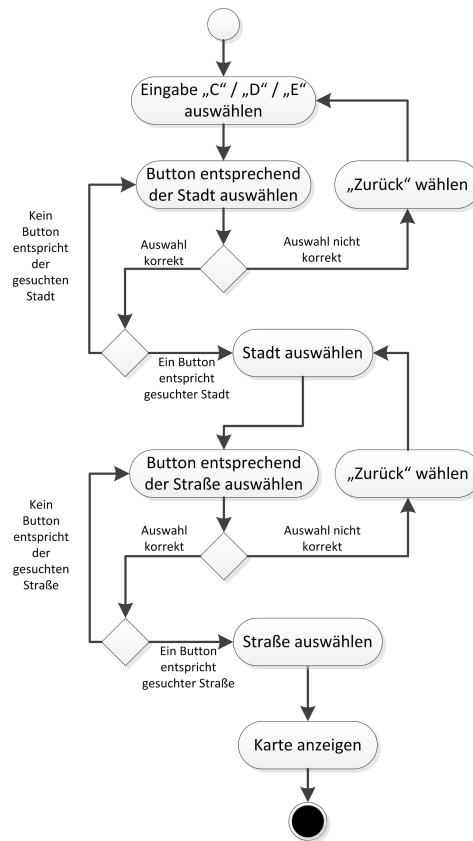 Eingabe „C“ / „D“ / „E“
auswählen
Button entsprechend
der Stadt auswählen
„Zurück“ wählen
Kein
Button
entspricht
der
gesuchten
Stadt
Auswahl
korrekt
Auswahl nicht
korrekt
Ein Button
entspricht
gesuchter Stadt
Stadt auswählen
Button entsprechend
der Straße auswählen
„Zurück“ wählen
Kein
Button
entspricht
der
gesuchten
Straße
Auswahl
korrekt
Auswahl nicht
korrekt
Ein Button
entspricht
gesuchter Straße
Straße auswählen
Karte anzeigen